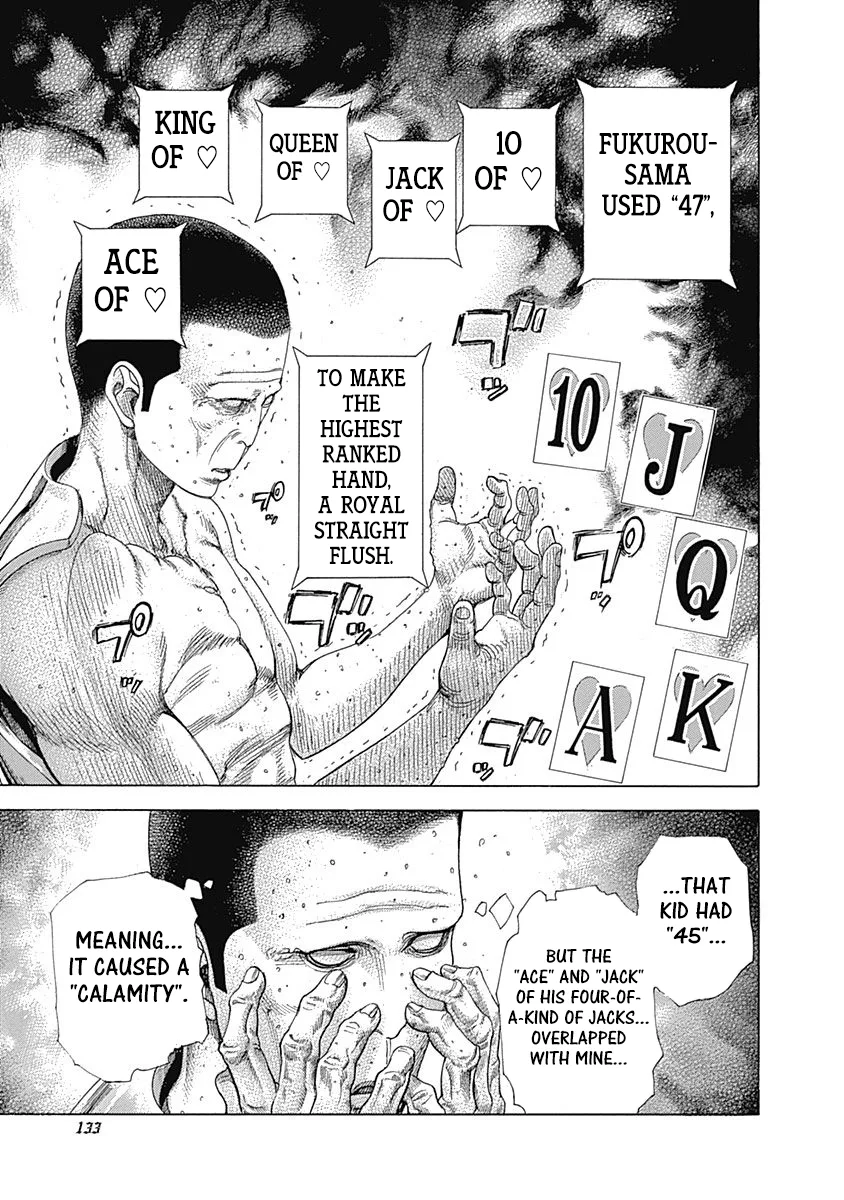 FUKUROU-
SAMA
USED “47”,
10
OF ♡
JACK
OF ♡
QUEEN
OF ♡
KING
OF ♡
ACE
OF ♡
TO MAKE
THE
HIGHEST
RANKED
HAND,
A ROYAL
STRAIGHT
FLUSH.
10
J
Q
K
A
...THAT
KID HAD
"45"...
BUT THE
"ACE" AND "JACK"
OF HIS FOUR-OF-
A-KIND OF JACKS...
OVERLAPPED
WITH MINE...
MEANING...
IT CAUSED A
"CALAMITY".
133